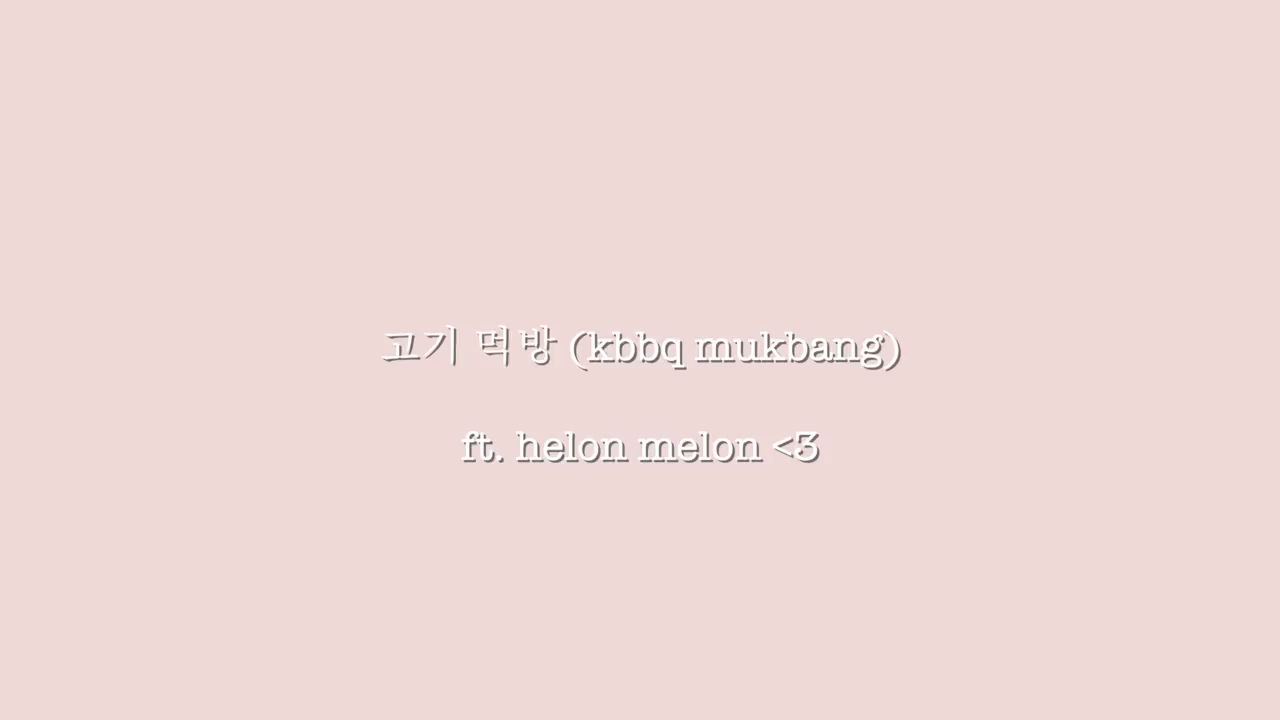 고기 먹방 (kbbq mukbang)
ft. helon melon <3